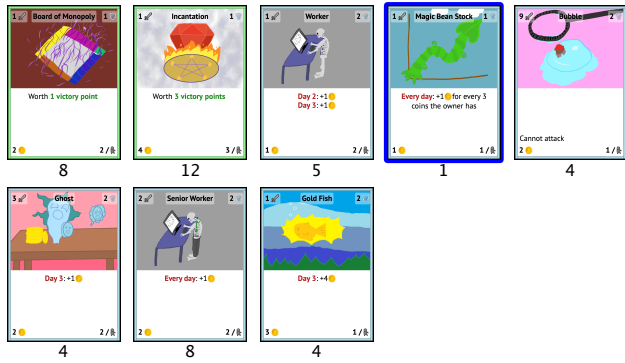 1 Board of Monopoly 1
Worth 1 victory point
2 2/
8
1 Incantation 1
Worth 3 victory points
4 3/
12
1 Worker 2
Day 2: +1
Day 3: +1
1 2/
5
1 Magic Bean Stock 1
Every day: +1 for every 3
coins the owner has
1 1/
1
9 Bubble 2
Cannot attack
2 1/
4
3 Ghost 2
Day 3: +1
2 2/
4
2 Senior Worker 2
Every day: +1
2 2/
8
1 Gold Fish 2
Day 3: +4
3 1/
4